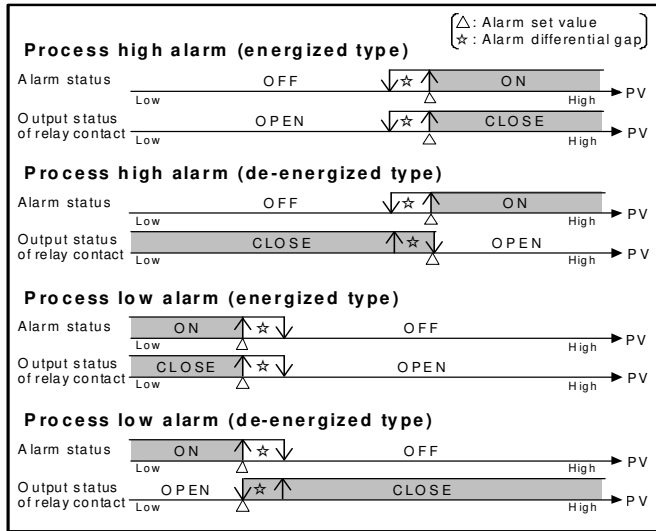 △ : Alarm set value
☆ : Alarm differential gap
Process high alarm (energized type)
Alarm status OFF ☆ ON PV
Low △ High
Output status of relay contact OPEN ☆ CLOSE PV
Low △ High
Process high alarm (de-energized type)
Alarm status OFF ☆ ON PV
Low △ High
Output status of relay contact CLOSE ☆ OPEN PV
Low △ High
Process low alarm (energized type)
Alarm status ON ☆ OFF PV
Low △ High
Output status of relay contact CLOSE ☆ OPEN PV
Low △ High
Process low alarm (de-energized type)
Alarm status ON ☆ OFF PV
Low △ High
Output status of relay contact OPEN ☆ CLOSE PV
Low △ High